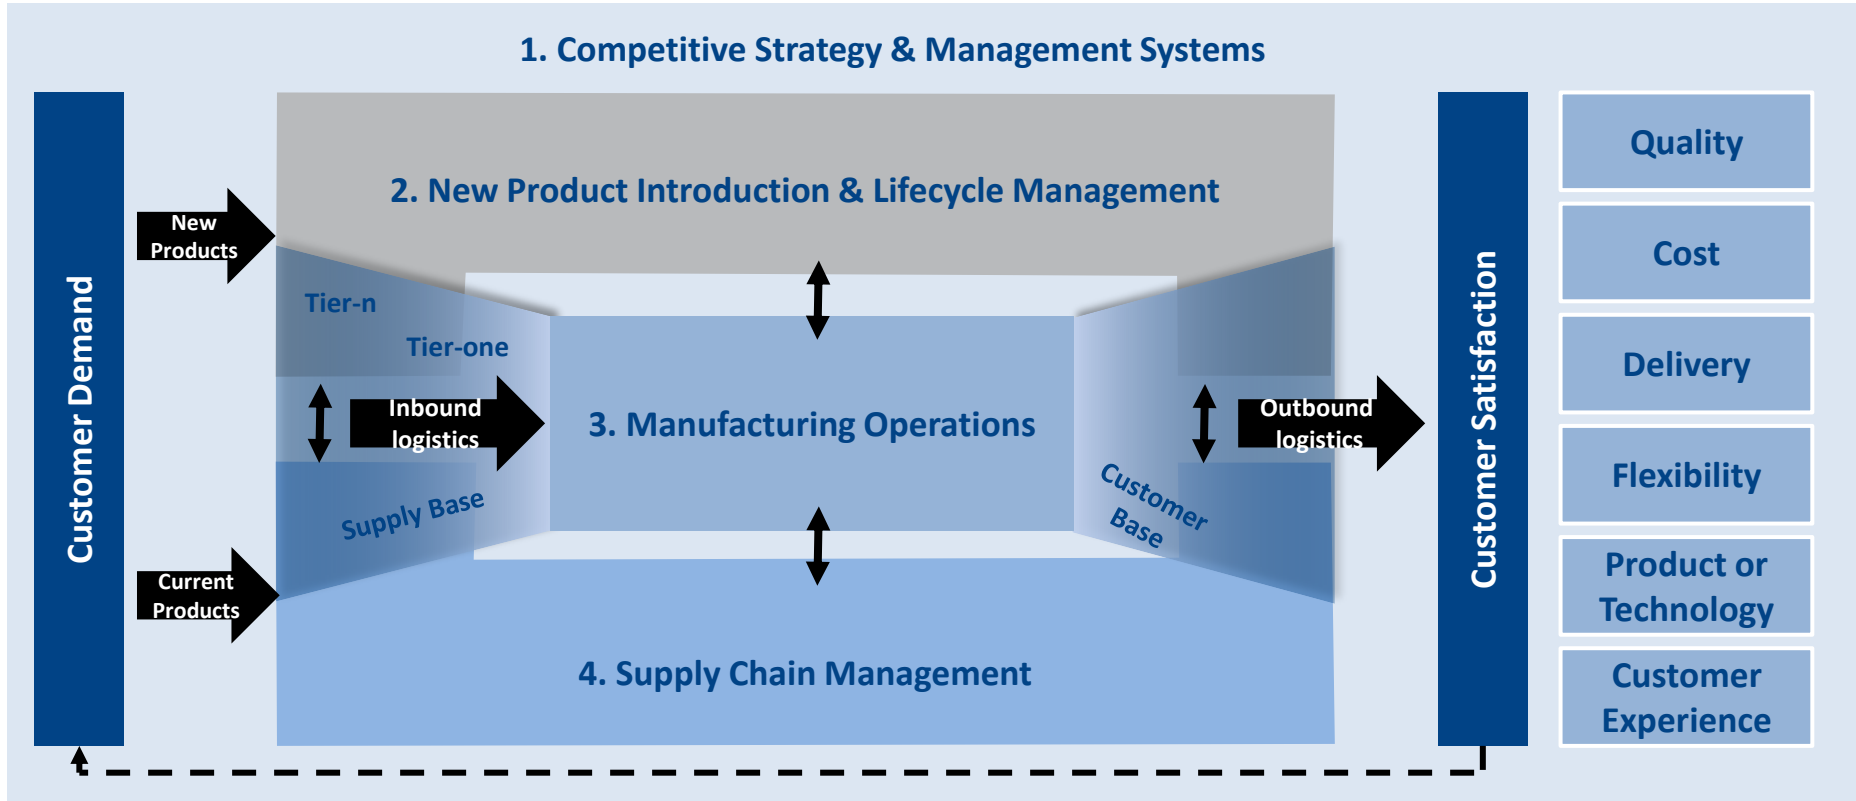 1. Competitive Strategy & Management Systems
Customer Demand
New
Products
Current
Products
2. New Product Introduction & Lifecycle Management
Tier-n
Tier-one
Inbound
logistics
Supply Base
3. Manufacturing Operations
Customer
Base
Outbound
logistics
4. Supply Chain Management
Customer Satisfaction
Quality
Cost
Delivery
Flexibility
Product or
Technology
Customer
Experience